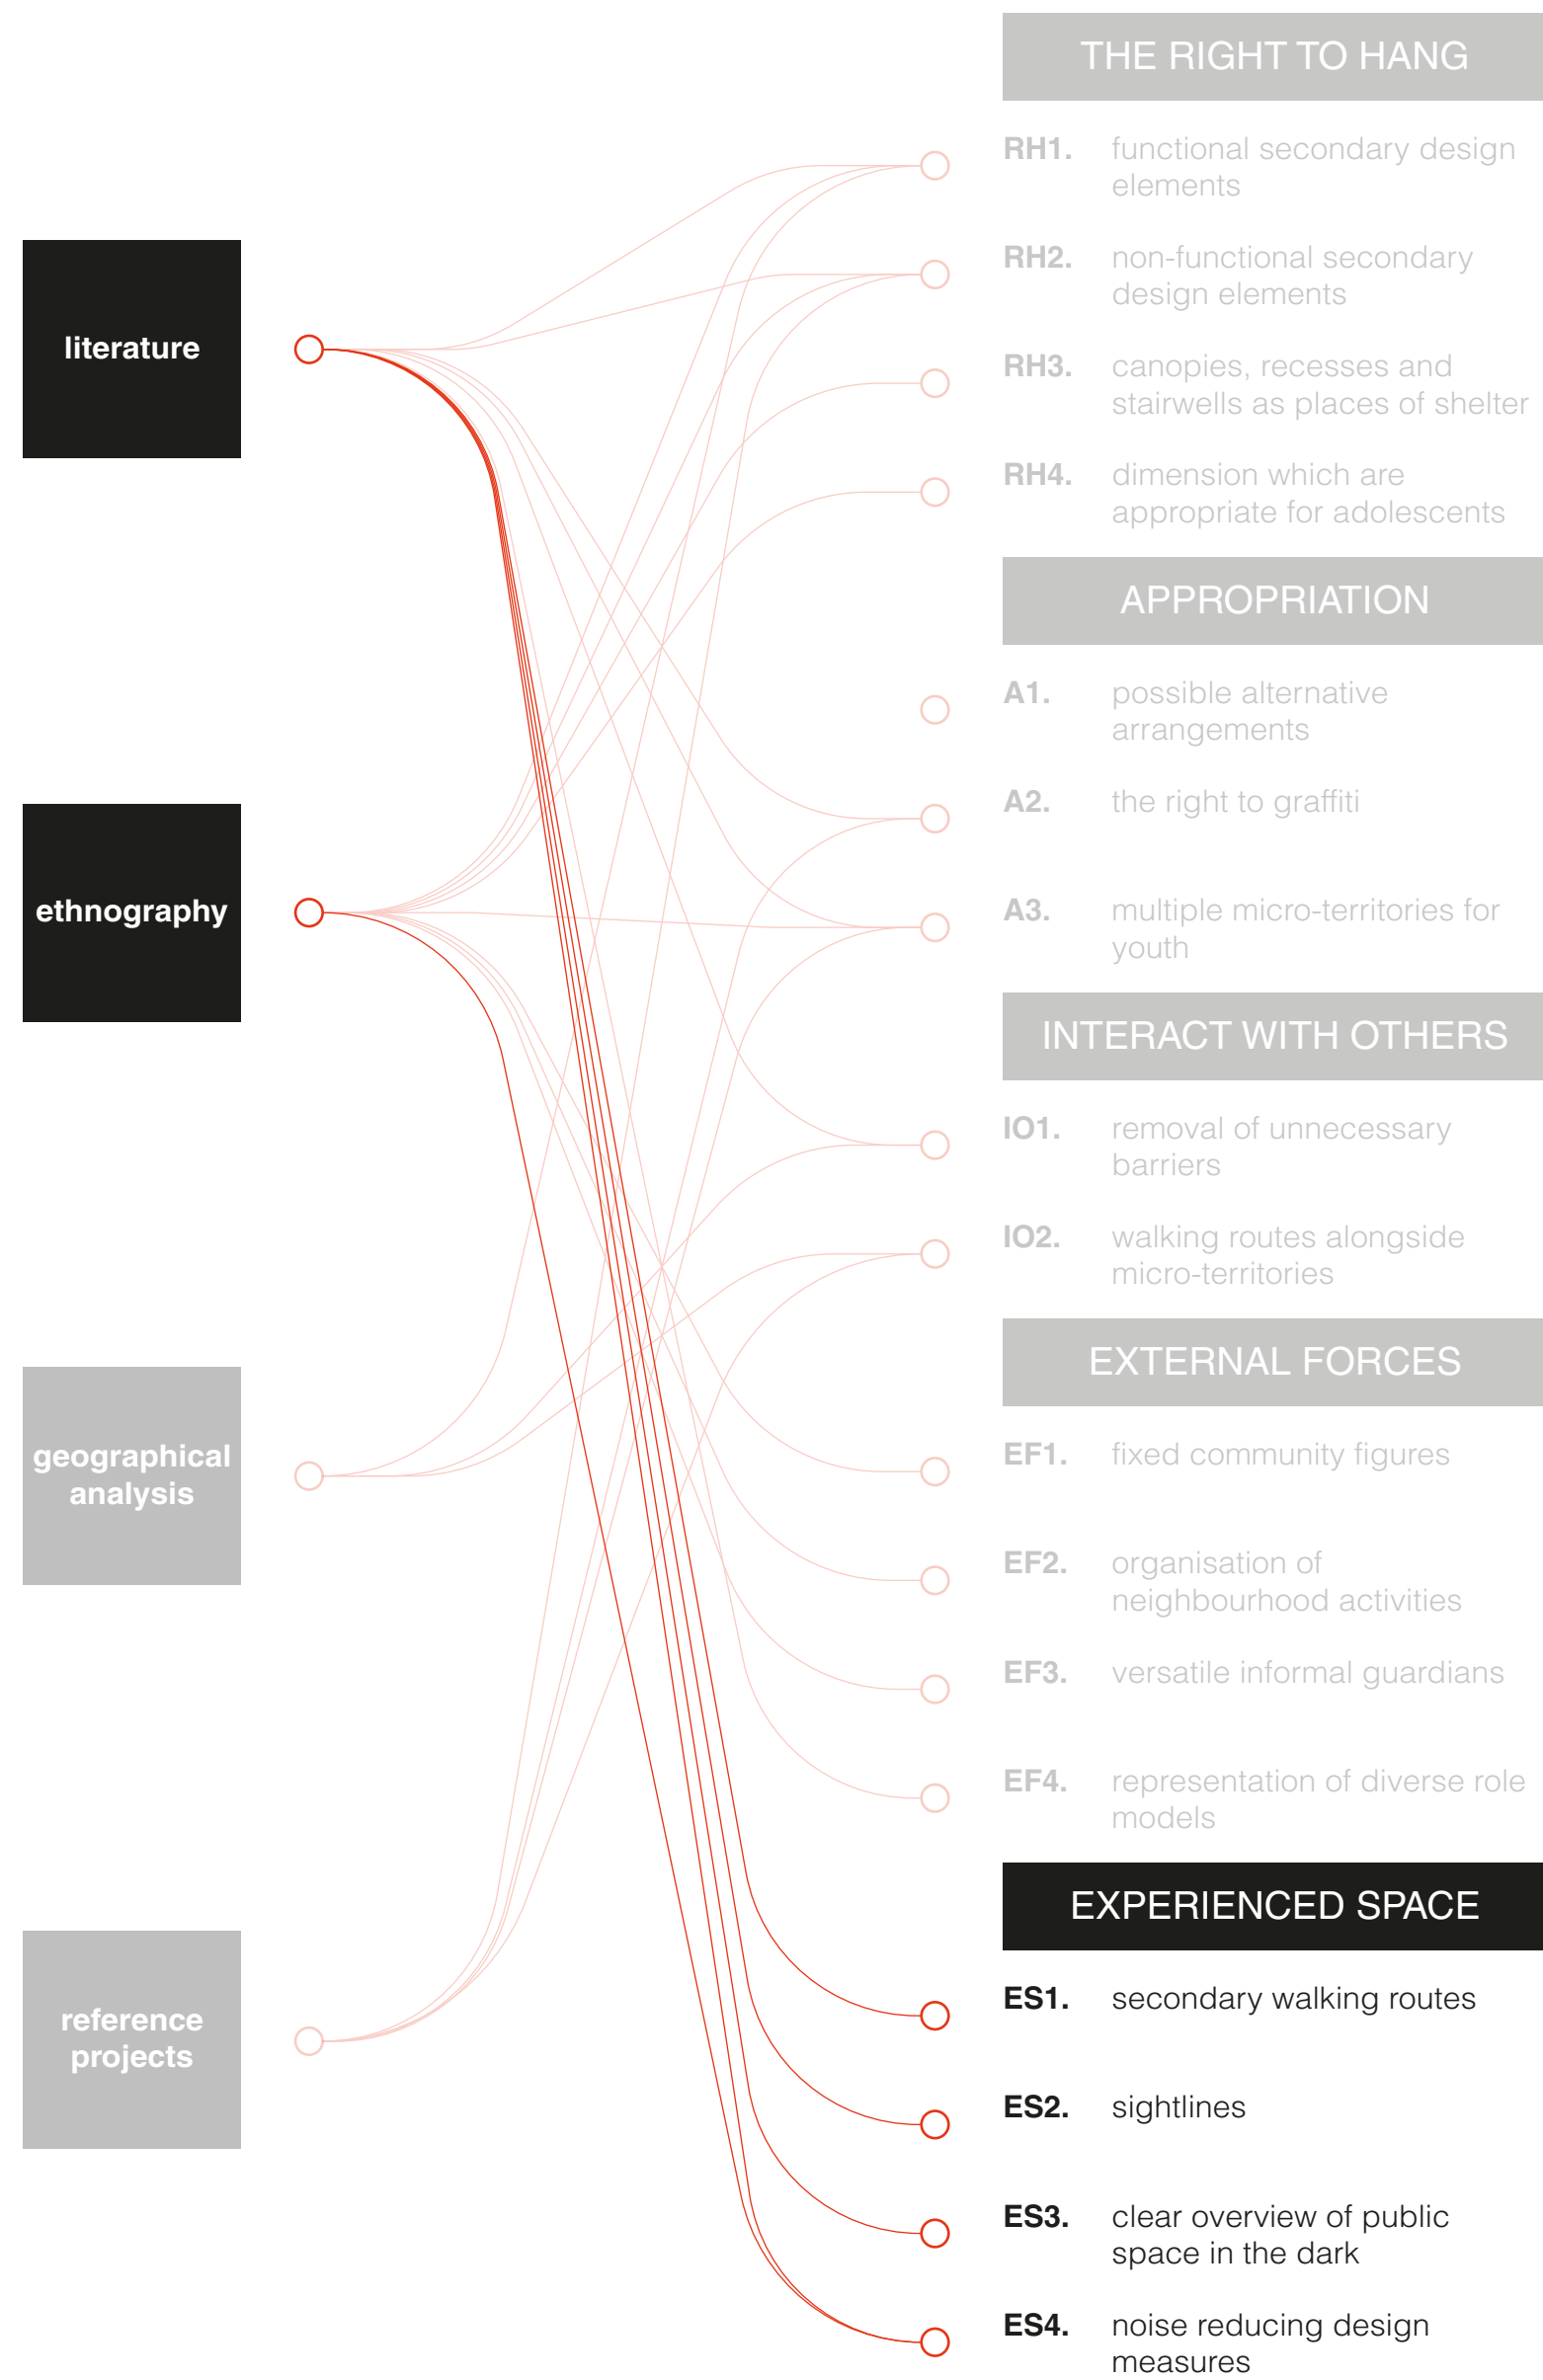 THE RIGHT TO HANG
RH1. functional secondary design
elements
RH2. non-functional secondary
design elements
RH3. canopies, recesses and
stairwells as places of shelter
RH4. dimension which are
appropriate for adolescents
APPROPRIATION
A1. possible alternative
arrangements
A2. the right to graffiti
A3. multiple micro-territories for
youth
INTERACT WITH OTHERS
IO1. removal of unnecessary
barriers
IO2. walking routes alongside
micro-territories
EXTERNAL FORCES
EF1. fixed community figures
EF2. organisation of
neighbourhood activities
EF3. versatile informal guardians
EF4. representation of diverse role
models
EXPERIENCED SPACE
ES1. secondary walking routes
ES2. sightlines
ES3. clear overview of public
space in the dark
ES4. noise reducing design
measures
literature
ethnography
geographical
analysis
reference
projects